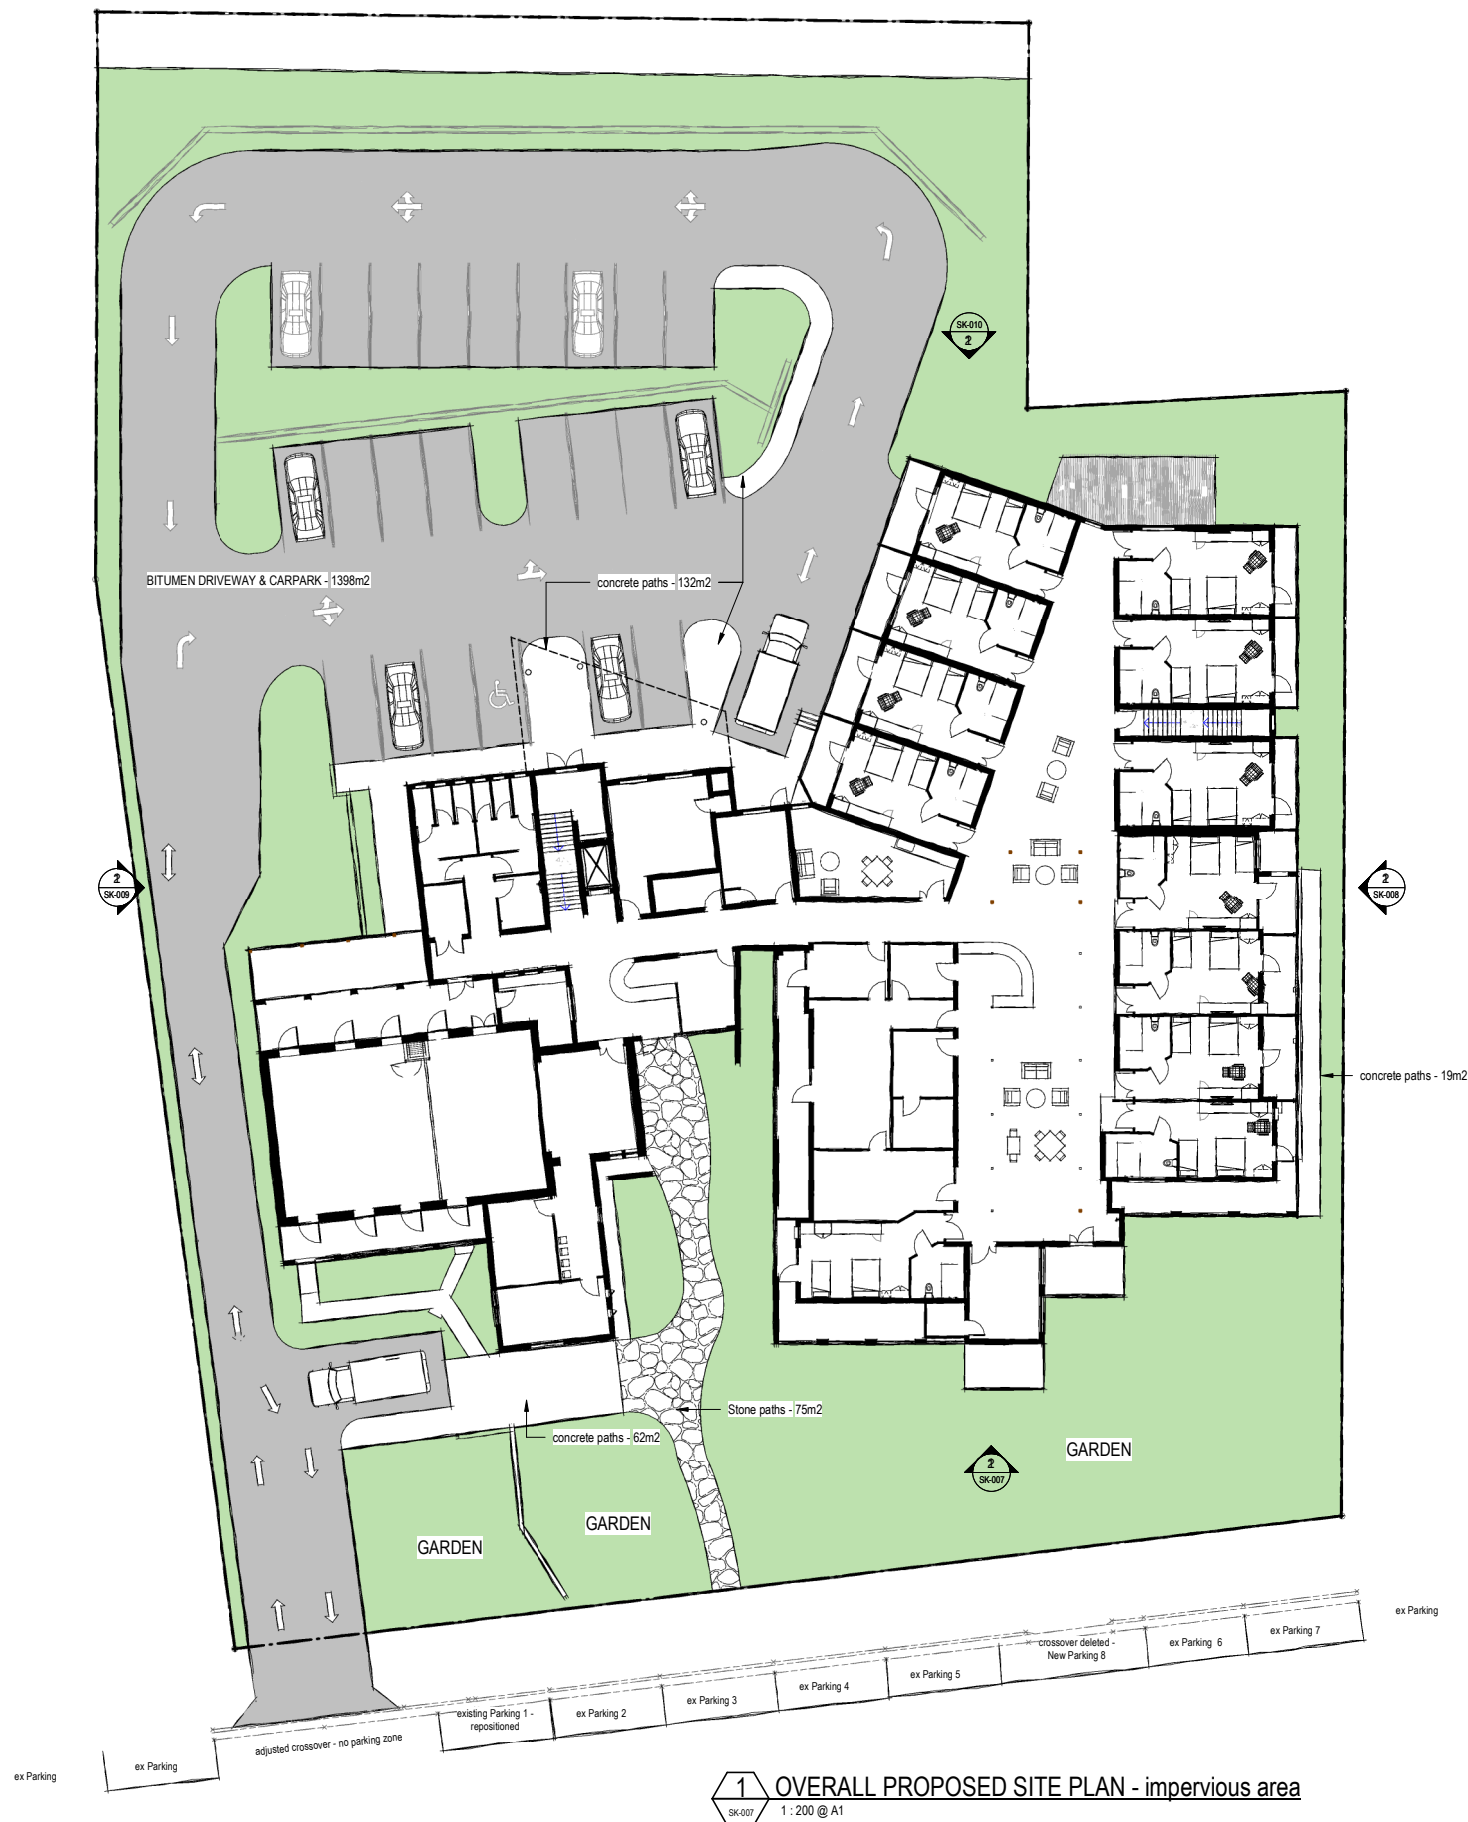 SK-010
2
BITUMEN DRIVEWAY & CARPARK - 1398m2
concrete paths - 132m2
2
SK-009
2
SK-008
concrete paths - 19m2
Stone paths - 75m2
concrete paths - 62m2
GARDEN
2
SK-007
GARDEN
GARDEN
ex Parking
ex Parking 7
ex Parking 6
crossover deleted -
New Parking 8
ex Parking 5
ex Parking 4
ex Parking 3
ex Parking 2
existing Parking 1 -
repositioned
adjusted crossover - no parking zone
ex Parking
ex Parking
1
SK-007
OVERALL PROPOSED SITE PLAN - impervious area
1 : 200 @ A1